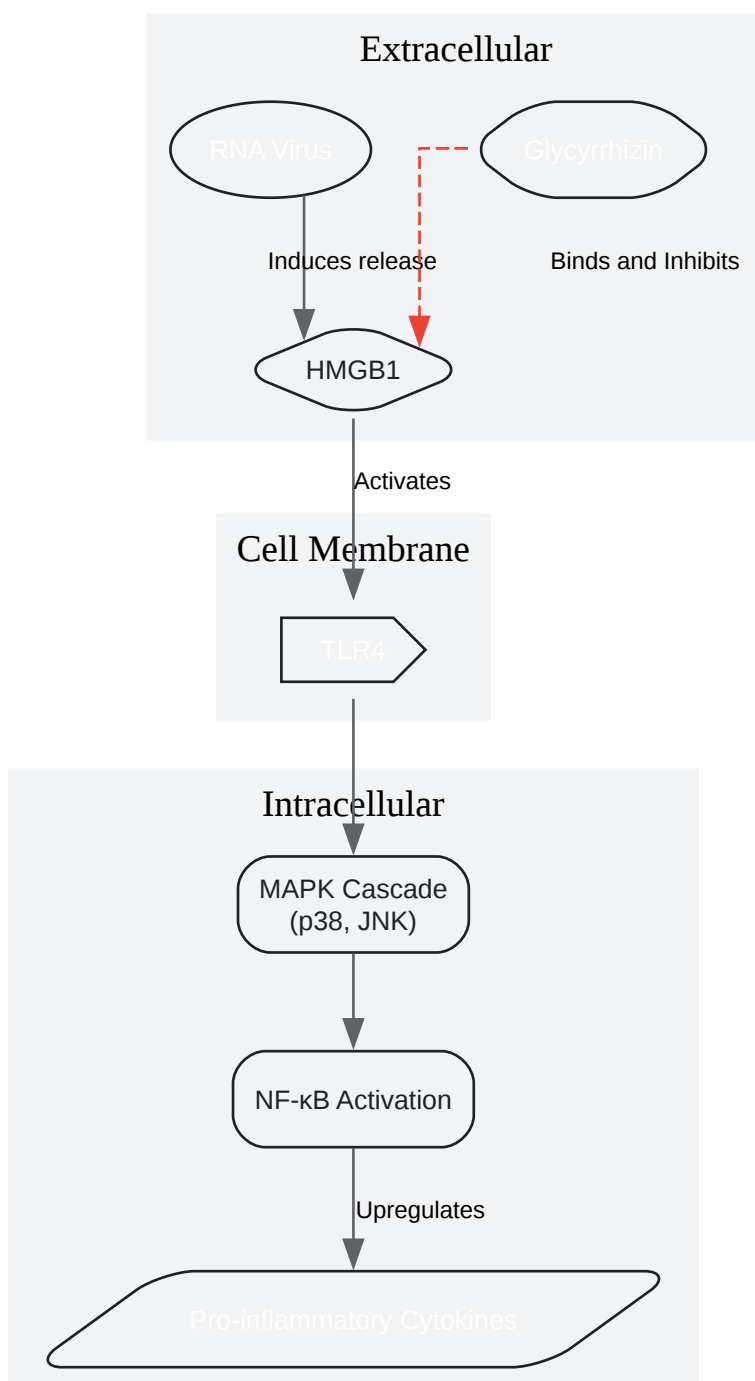 Extracellular
RNA Virus
Glycyrrhizin
Induces release
Binds and Inhibits
HMGB1
Activates
Cell Membrane
TLR4
Intracellular
MAPK Cascade
(p38, JNK)
NF-κB Activation
Upregulates
Pro-inflammatory Cytokines